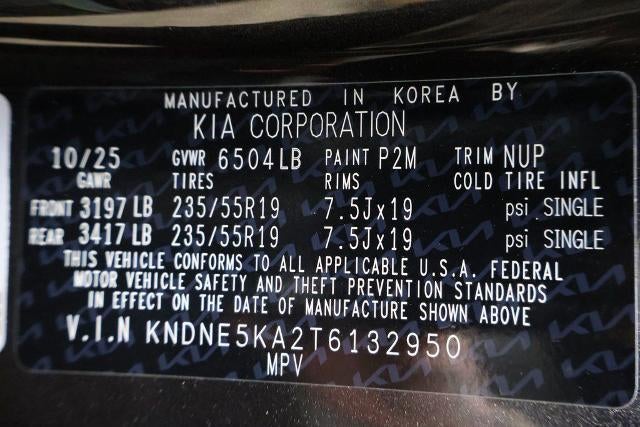 MANUFACTURED IN KOREA BY
KIA CORPORATION
10/25 GVWR 6504LB PAINT P2M TRIM NUP
GAWR TIRES RIMS COLD TIRE INFL
FRONT 3197 LB 235/55R19 7.5Jx19 psi SINGLE
REAR 3417 LB 235/55R19 7.5Jx19 psi SINGLE
THIS VEHICLE CONFORMS TO ALL APPLICABLE U.S.A. FEDERAL
MOTOR VEHICLE SAFETY AND THEFT PREVENTION STANDARDS
IN EFFECT ON THE DATE OF MANUFACTURE SHOWN ABOVE
V.I.N KNDNE5KA2T6132950
MPV